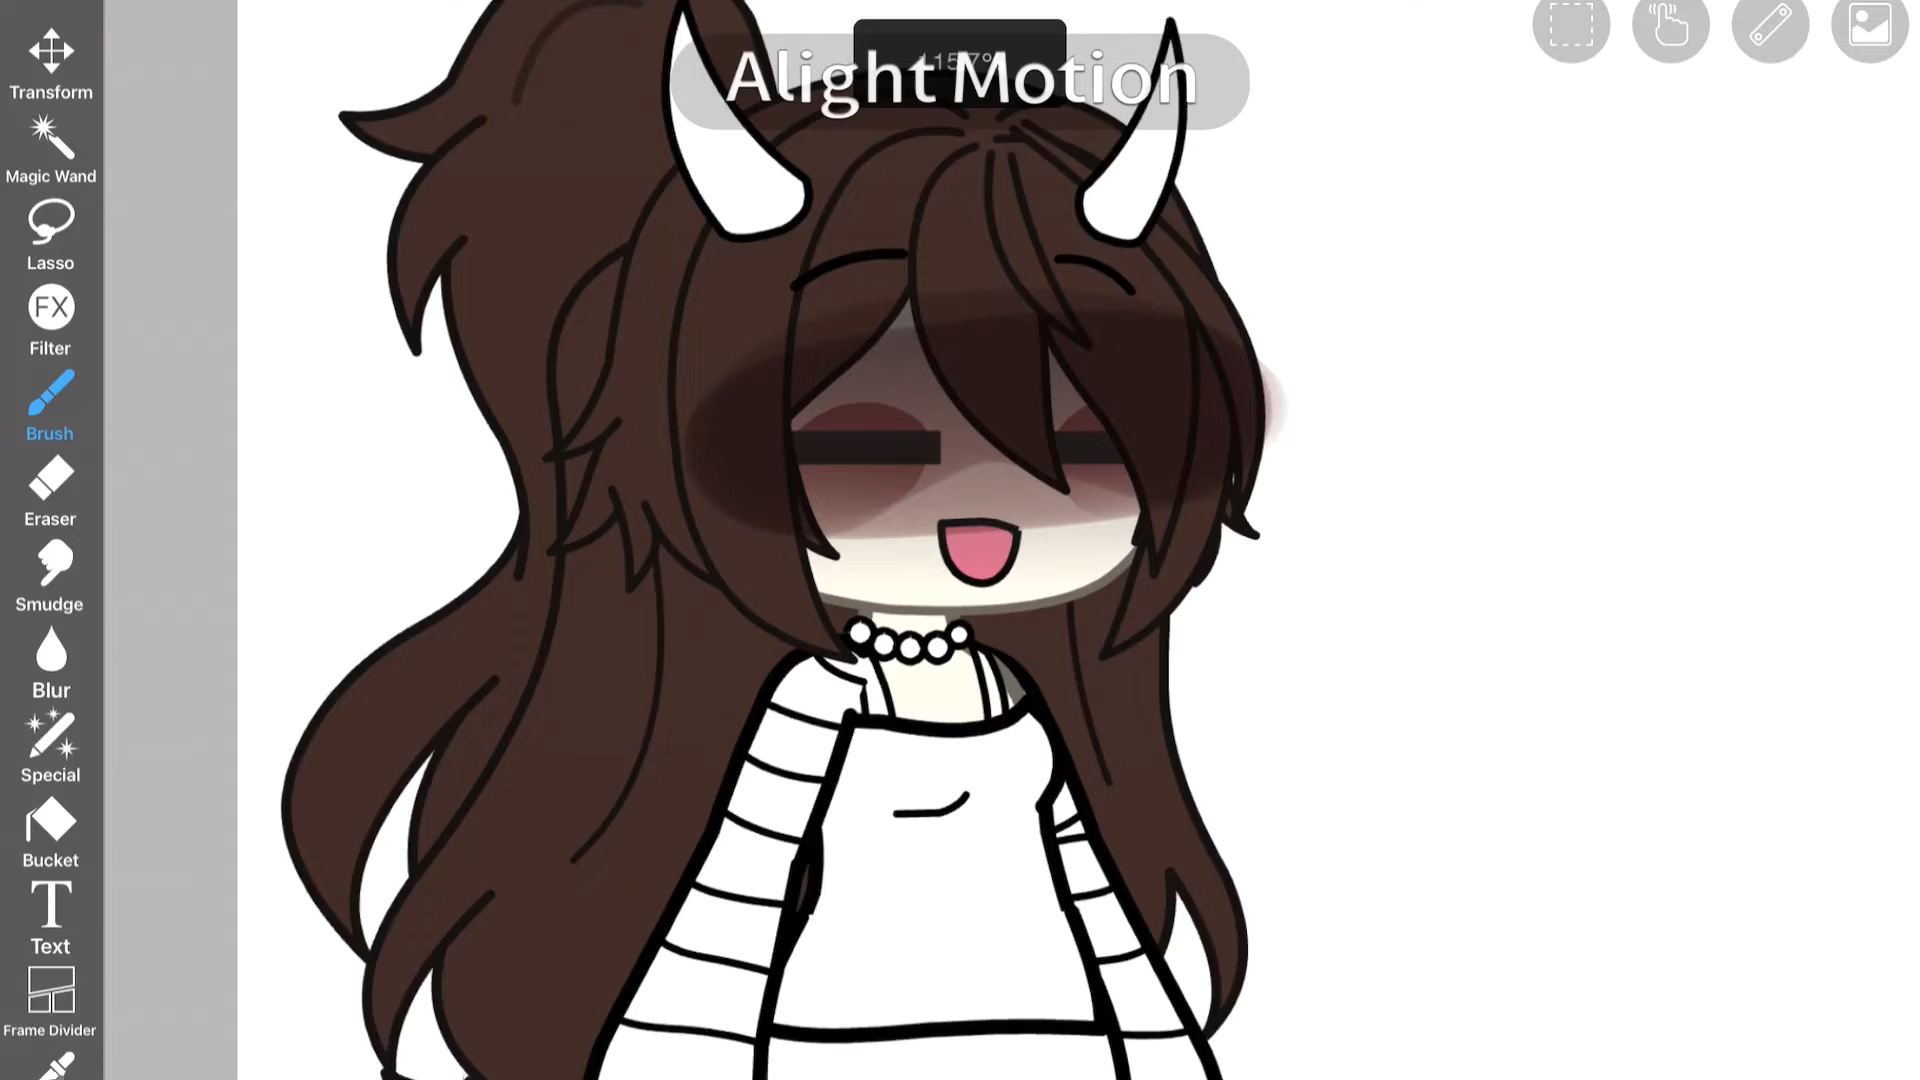 Alight Motion
Transform
Magic Wand
Lasso
FX
Filter
Brush
Eraser
Smudge
Blur
Special
Bucket
T
Text
Frame Divider